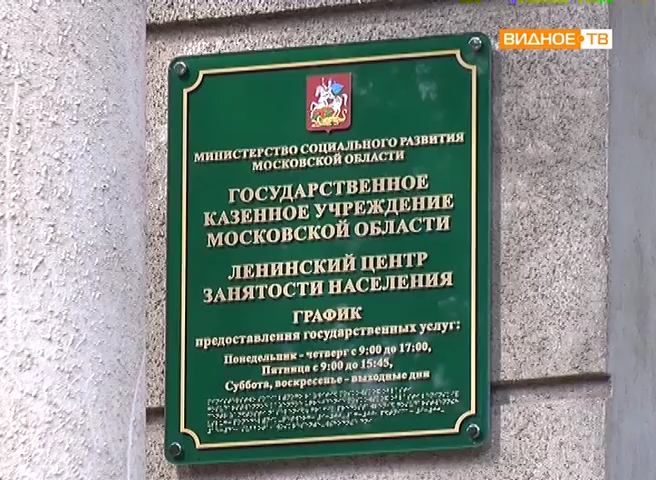 ВИДНОЕ ТВ
МИНИСТЕРСТВО СОЦИАЛЬНОГО РАЗВИТИЯ
МОСКОВСКОЙ ОБЛАСТИ
ГОСУДАРСТВЕННОЕ
КАЗЕННОЕ УЧРЕЖДЕНИЕ
МОСКОВСКОЙ ОБЛАСТИ
ЛЕНИНСКИЙ ЦЕНТР
ЗАНЯТОСТИ НАСЕЛЕНИЯ
ГРАФИК
предоставления государственных услуг:
Понедельник - четверг с 9:00 до 17:00,
Пятница с 9:00 до 15:45,
Суббота, воскресенье - выходные дни